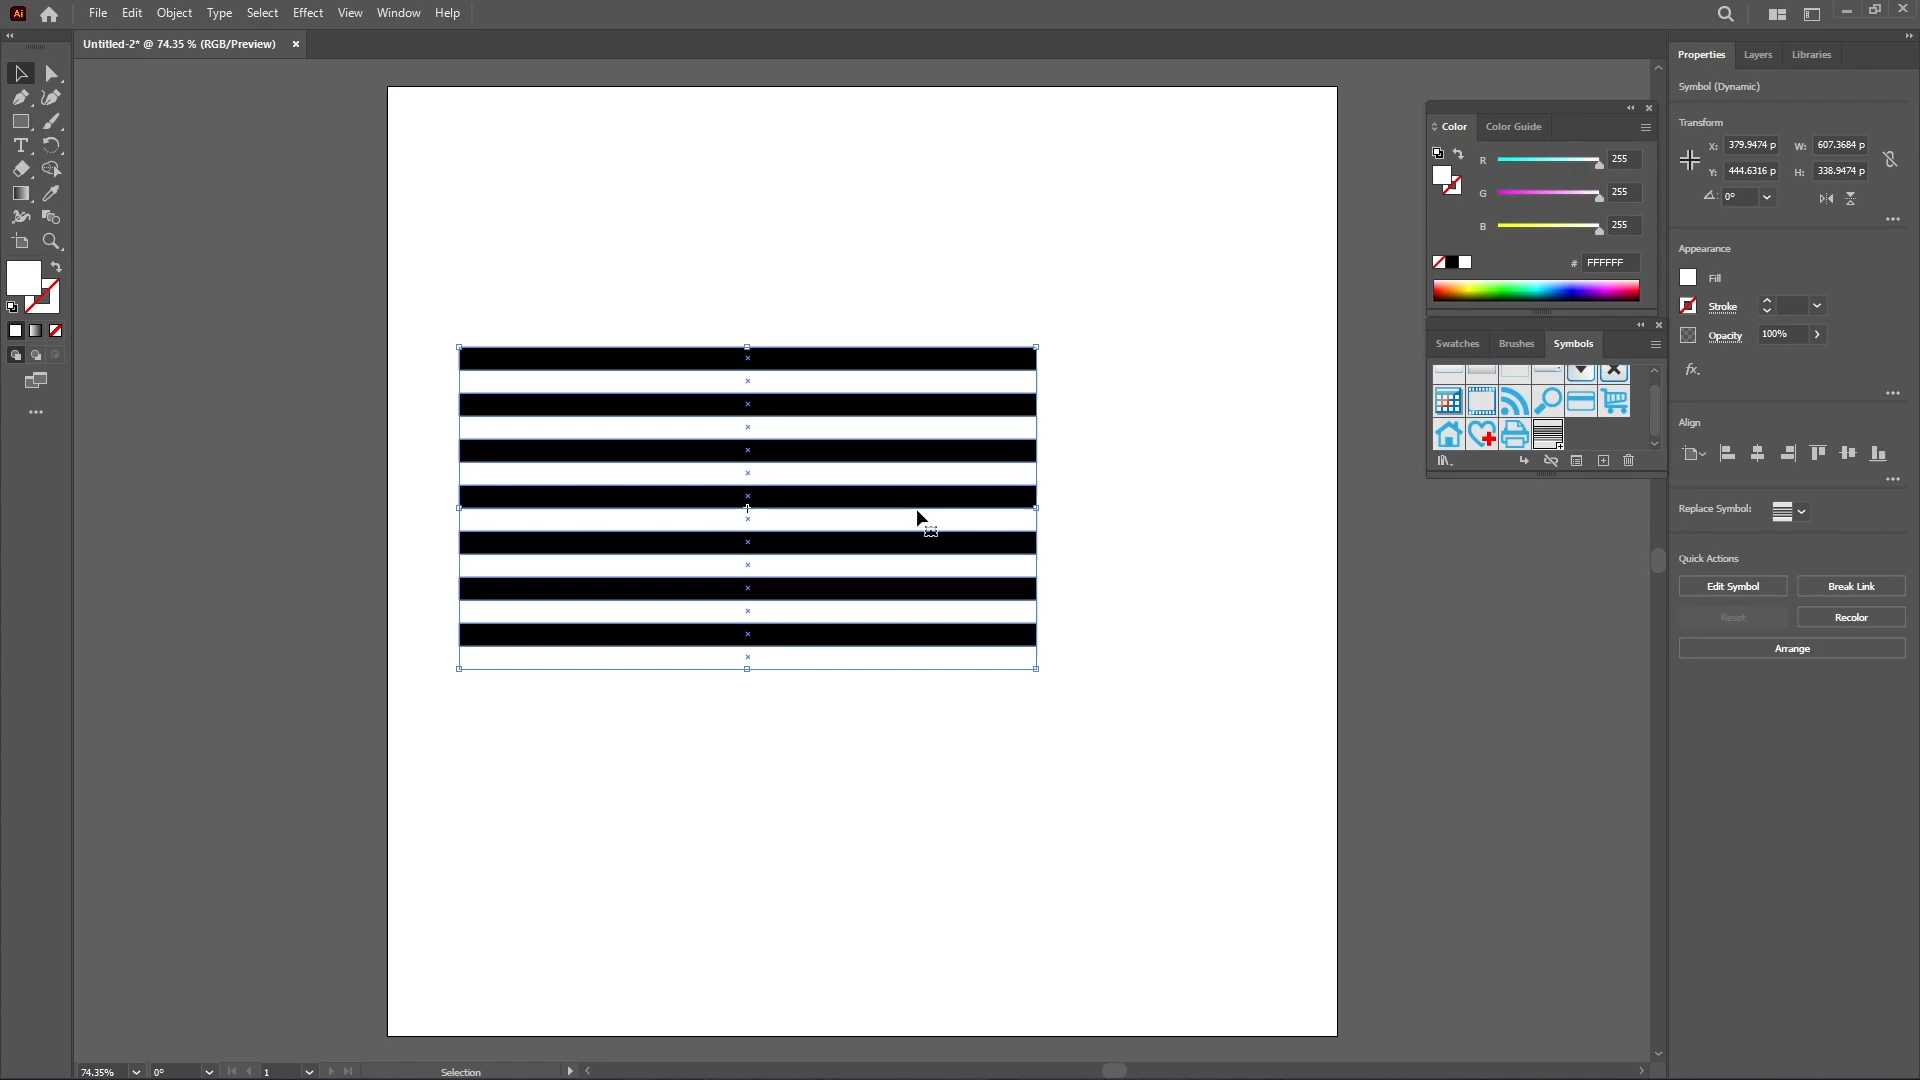 Ai File Edit Object Type Select Effect View Window Help
Untitled-2* @ 74.35 % (RGB/Preview) ×
Properties Layers Libraries
Symbol (Dynamic)
Transform
X: 379.9474 p W: 607.3684 p
Y: 444.6316 p H: 338.9474 p
0°
Appearance
Fill
Stroke
Opacity 100%
fx.
Align
Replace Symbol:
Quick Actions
Edit Symbol Break Link
Reset Recolor
Arrange
Color Color Guide
R 255
G 255
B 255
# FFFFFF
Swatches Brushes Symbols
74.35% 0° 1 Selection